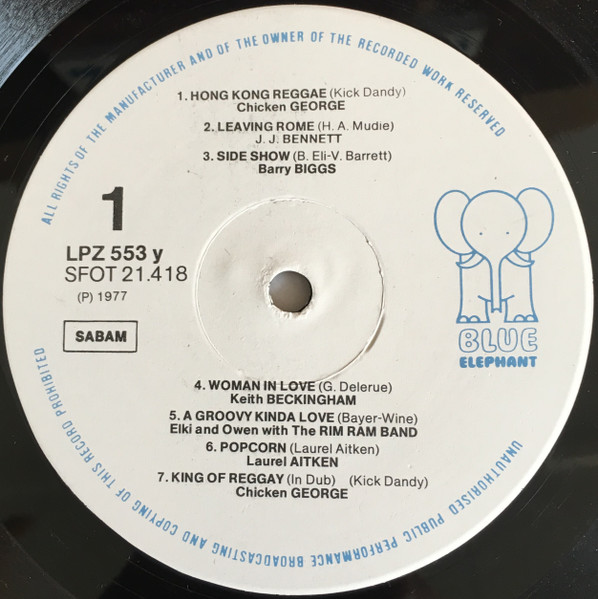 ALL RIGHTS OF THE MANUFACTURER AND OF THE OWNER OF THE RECORDED WORK RESERVED
1. HONG KONG REGGAE (Kick Dandy)
Chicken GEORGE
2. LEAVING ROME (H. A. Mudie)
J. J. BENNETT
3. SIDE SHOW (B. Eli-V. Barrett)
Barry BIGGS
1
LPZ 553 y
SFOT 21.418
(P) 1977
SABAM
BLUE
ELEPHANT
4. WOMAN IN LOVE (G. Delerue)
Keith BECKINGHAM
5. A GROOVY KINDA LOVE (Bayer-Wine)
Elki and Owen with The RIM RAM BAND
6. POPCORN (Laurel Aitken)
Laurel AITKEN
7. KING OF REGGAY (In Dub) (Kick Dandy)
Chicken GEORGE
UNAUTHORISED PUBLIC PERFORMANCE BROADCASTING AND COPYING OF THIS RECORD PROHIBITED